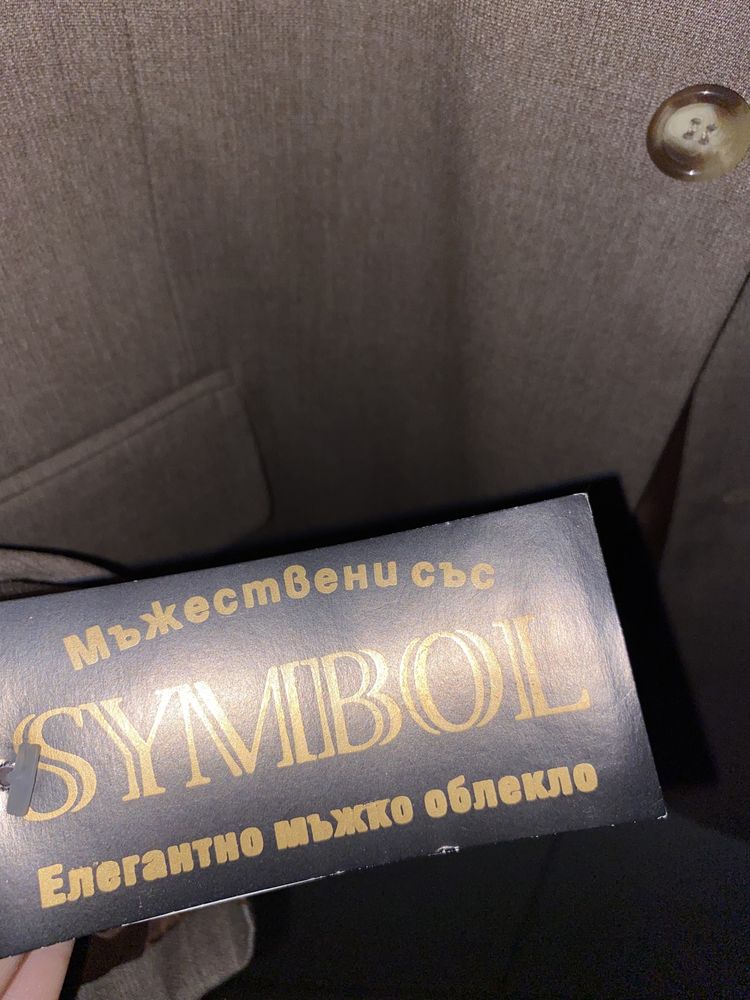 Мъжествени със
SYMBOL
Елегантно мъжко облекло